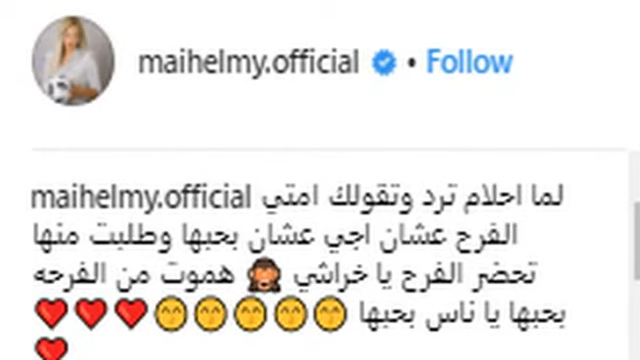 maihelmy.official • Follow
maihelmy.official لما احلام ترد وتقولك امتي
الفرح عشان اجي عشان بحبها وطلبت منها
تحضر الفرح يا خراشي 🙈 هموت من الفرحه
بحبها يا ناس بحبها 😁😁😁😁😁❤❤❤
❤